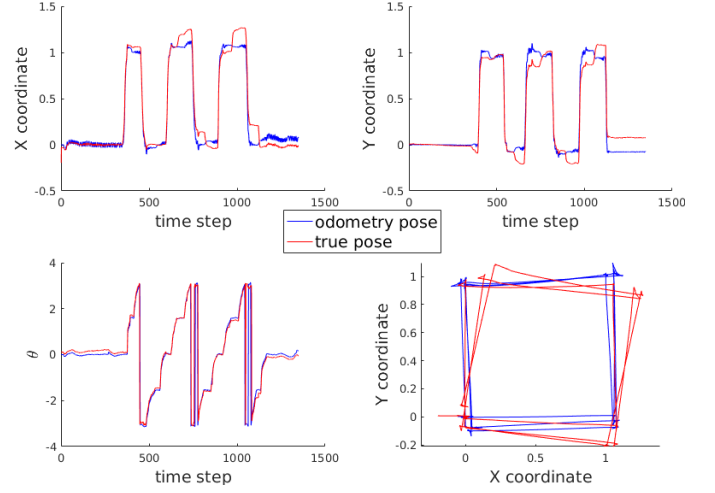 1.5
1
0.5
0
-0.5
X coordinate
0 500 1000 1500
time step
1.5
1
0.5
0
-0.5
Y coordinate
0 500 1000 1500
time step
odometry pose
true pose
4
2
0
-2
-4
θ
0 500 1000 1500
time step
1
0.8
0.6
0.4
0.2
0
-0.2
Y coordinate
0 1
X coordinate